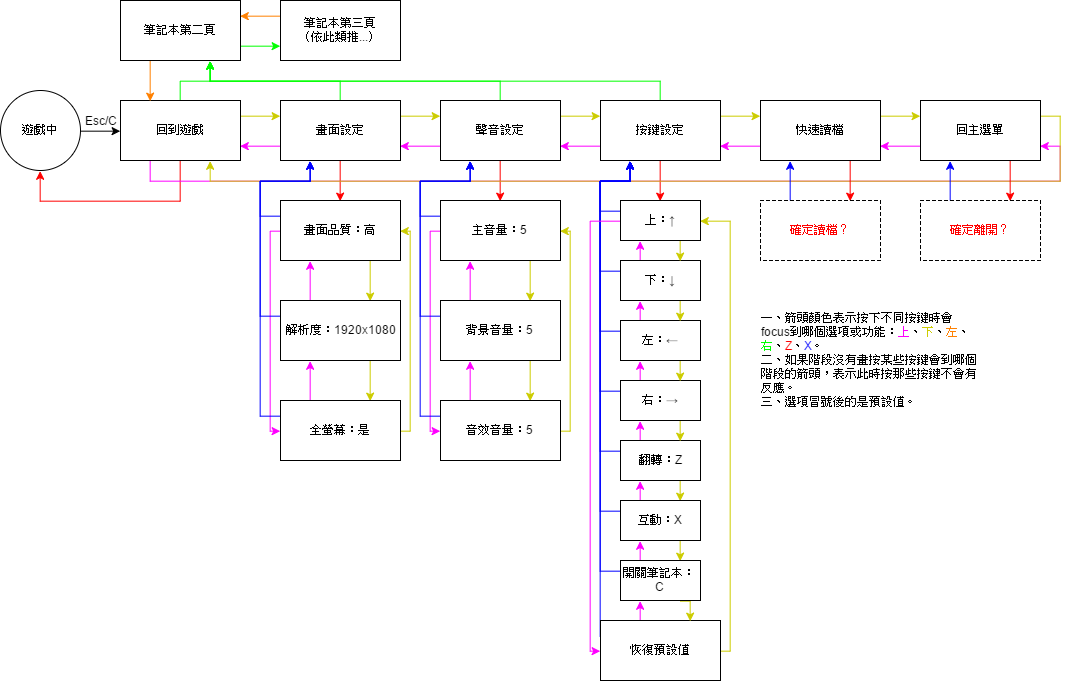 筆記本第二頁
筆記本第三頁
（依此類推...）
遊戲中
Esc/C
回到遊戲
畫面設定
聲音設定
按鍵設定
快速讀檔
回主選單
畫面品質：高
主音量：5
上：↑
確定讀檔？
確定離開？
下：↓
解析度：1920x1080
背景音量：5
左：←
右：→
全螢幕：是
音效音量：5
翻轉：Z
互動：X
開關筆記本：
C
恢復預設值
一、箭頭顏色表示按下不同按鍵時會
focus到哪個選項或功能：上、下、左、
右、Z、X。
二、如果階段沒有畫按某些按鍵會到哪個
階段的箭頭，表示此時按那些按鍵不會有
反應。
三、選項冒號後的是預設值。